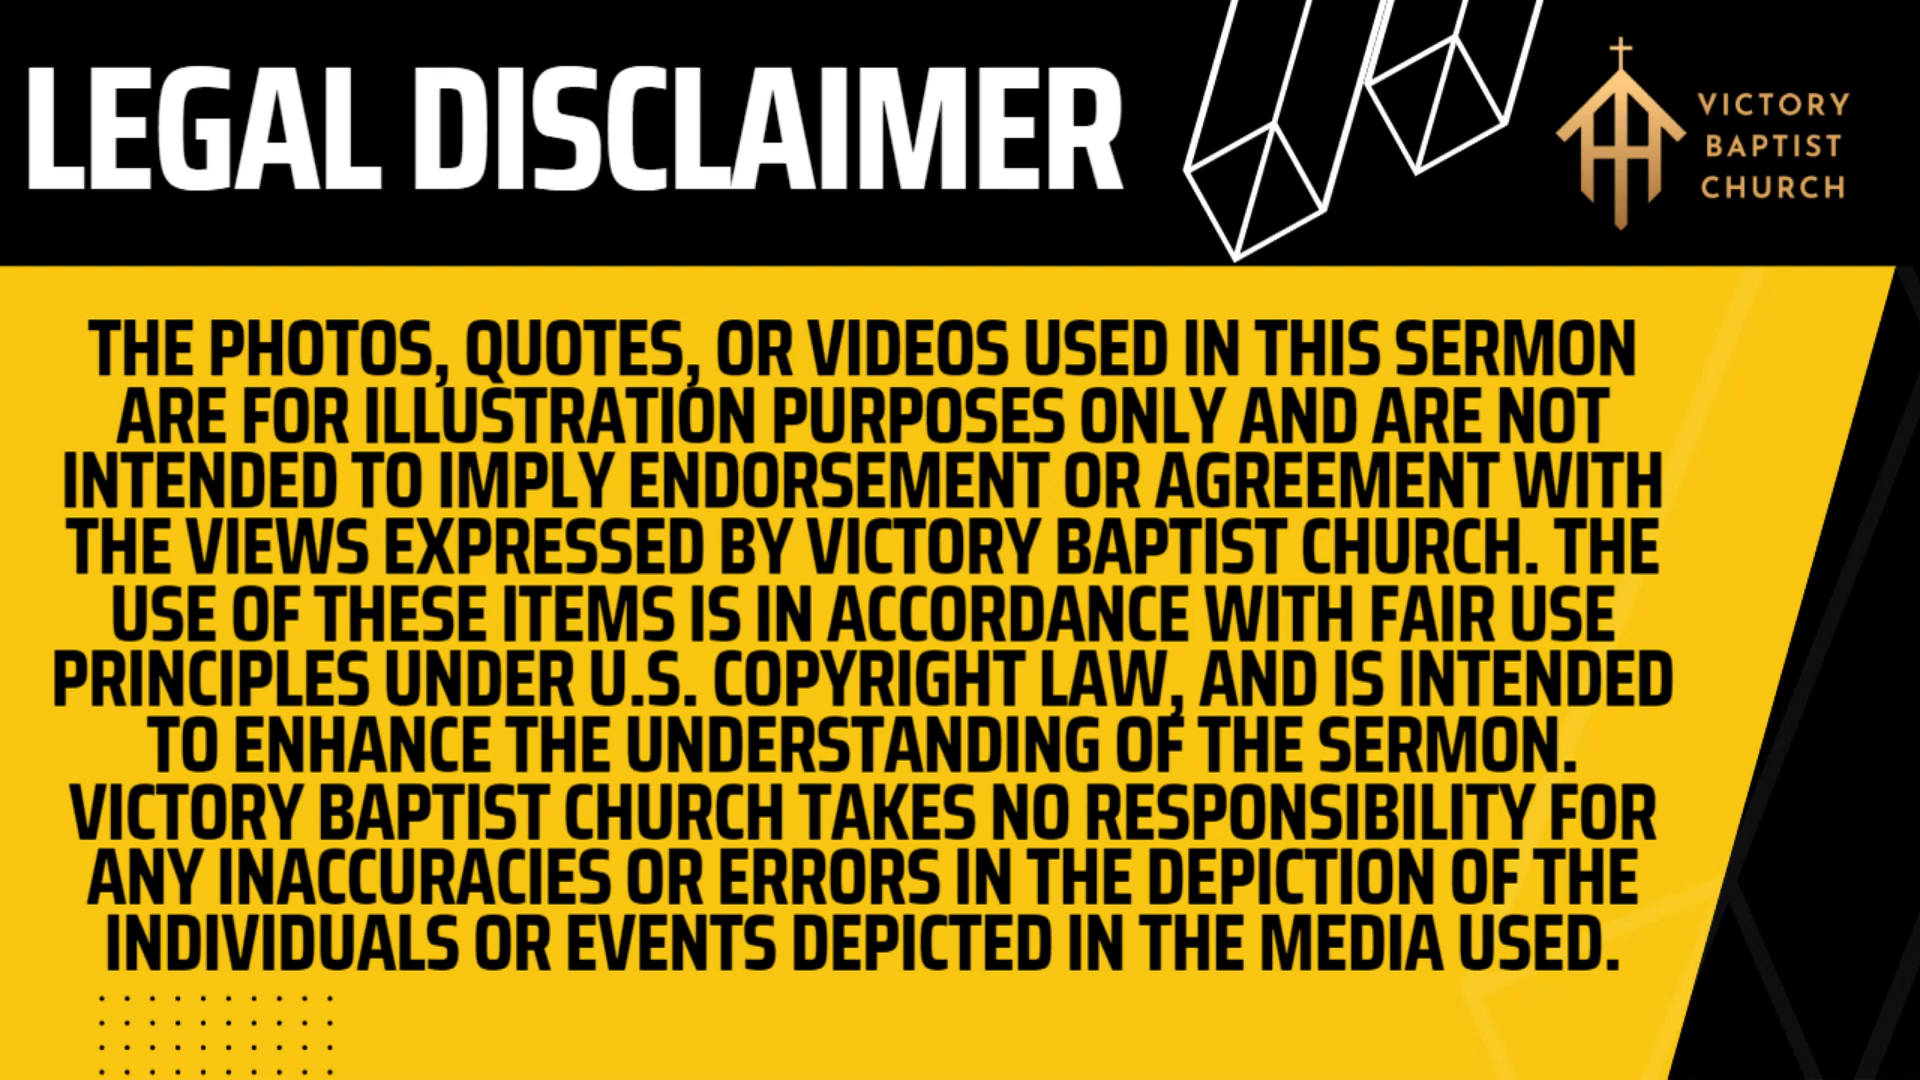 LEGAL DISCLAIMER
VICTORY
BAPTIST
CHURCH
THE PHOTOS, QUOTES, OR VIDEOS USED IN THIS SERMON
ARE FOR ILLUSTRATION PURPOSES ONLY AND ARE NOT
INTENDED TO IMPLY ENDORSEMENT OR AGREEMENT WITH
THE VIEWS EXPRESSED BY VICTORY BAPTIST CHURCH. THE
USE OF THESE ITEMS IS IN ACCORDANCE WITH FAIR USE
PRINCIPLES UNDER U.S. COPYRIGHT LAW, AND IS INTENDED
TO ENHANCE THE UNDERSTANDING OF THE SERMON.
VICTORY BAPTIST CHURCH TAKES NO RESPONSIBILITY FOR
ANY INACCURACIES OR ERRORS IN THE DEPICTION OF THE
INDIVIDUALS OR EVENTS DEPICTED IN THE MEDIA USED.